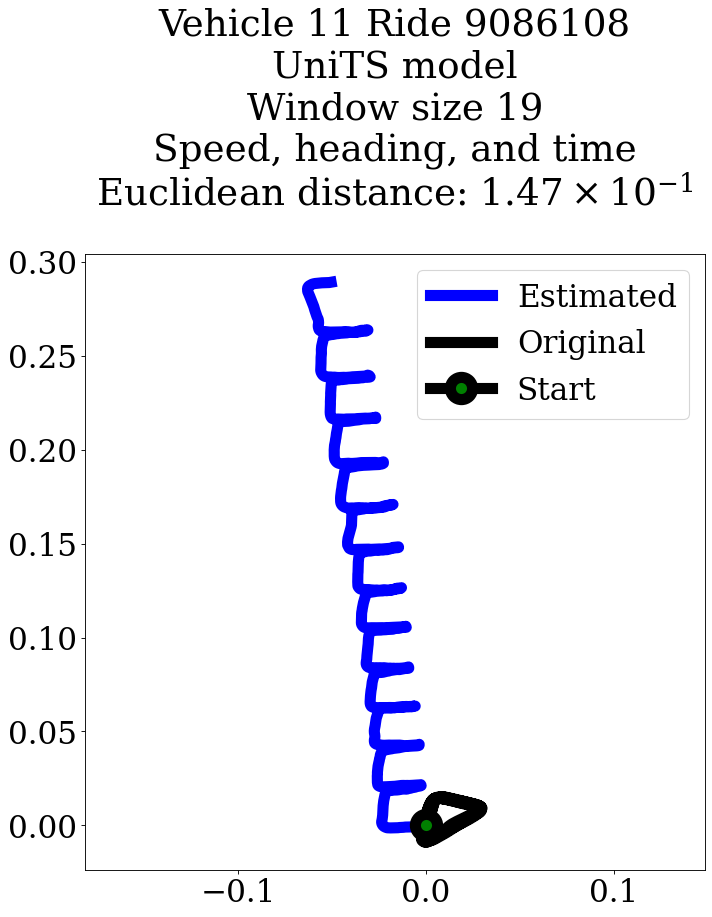 Vehicle 11 Ride 9086108
UniTS model
Window size 19
Speed, heading, and time
Euclidean distance: 1.47 × 10⁻¹
0.30
0.25
0.20
0.15
0.10
0.05
0.00
−0.1
0.0
0.1
Estimated
Original
Start